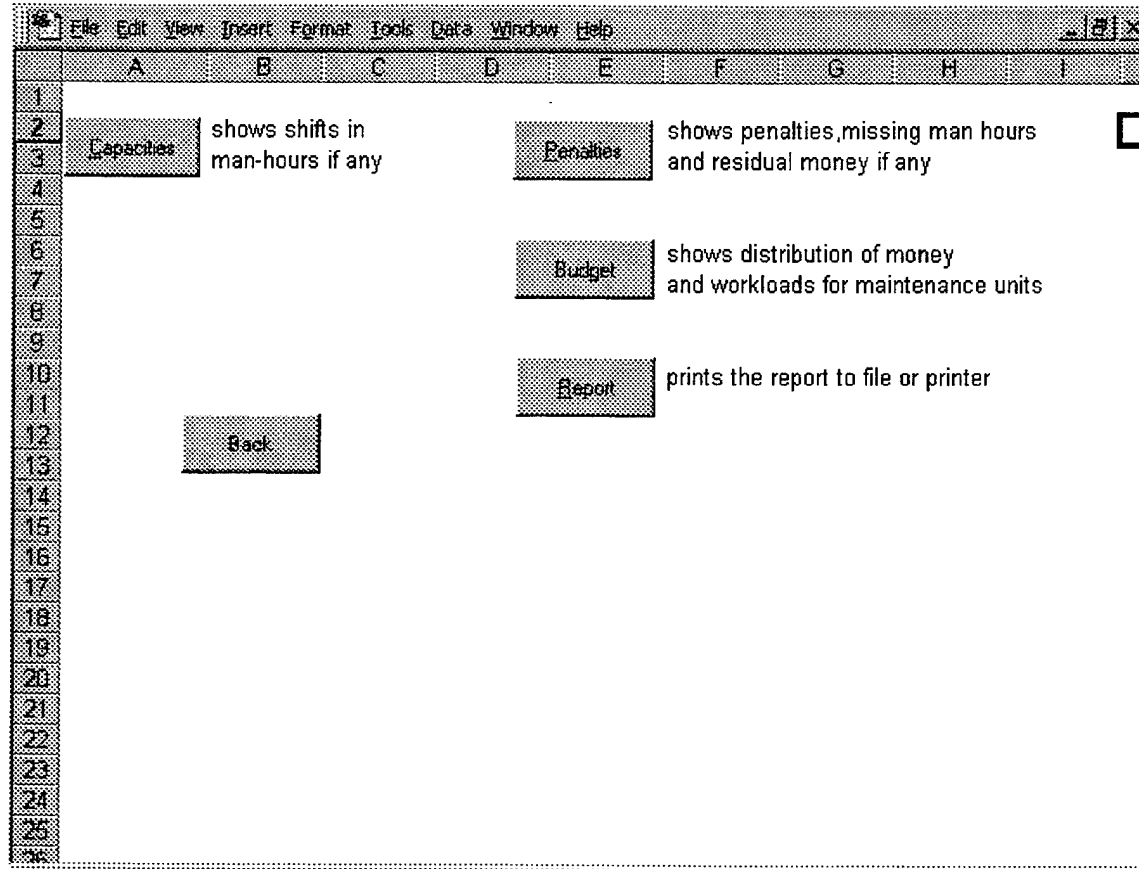 File Edit View Insert Format Tools Data Window Help
A B C D E F G H I
1
2
3
4
5
6
7
8
9
10
11
12
13
14
15
16
17
18
19
20
21
22
23
24
25
26
Capacities
shows shifts in
man-hours if any
Penalties
shows penalties,missing man hours
and residual money if any
Budget
shows distribution of money
and workloads for maintenance units
Report
prints the report to file or printer
Back